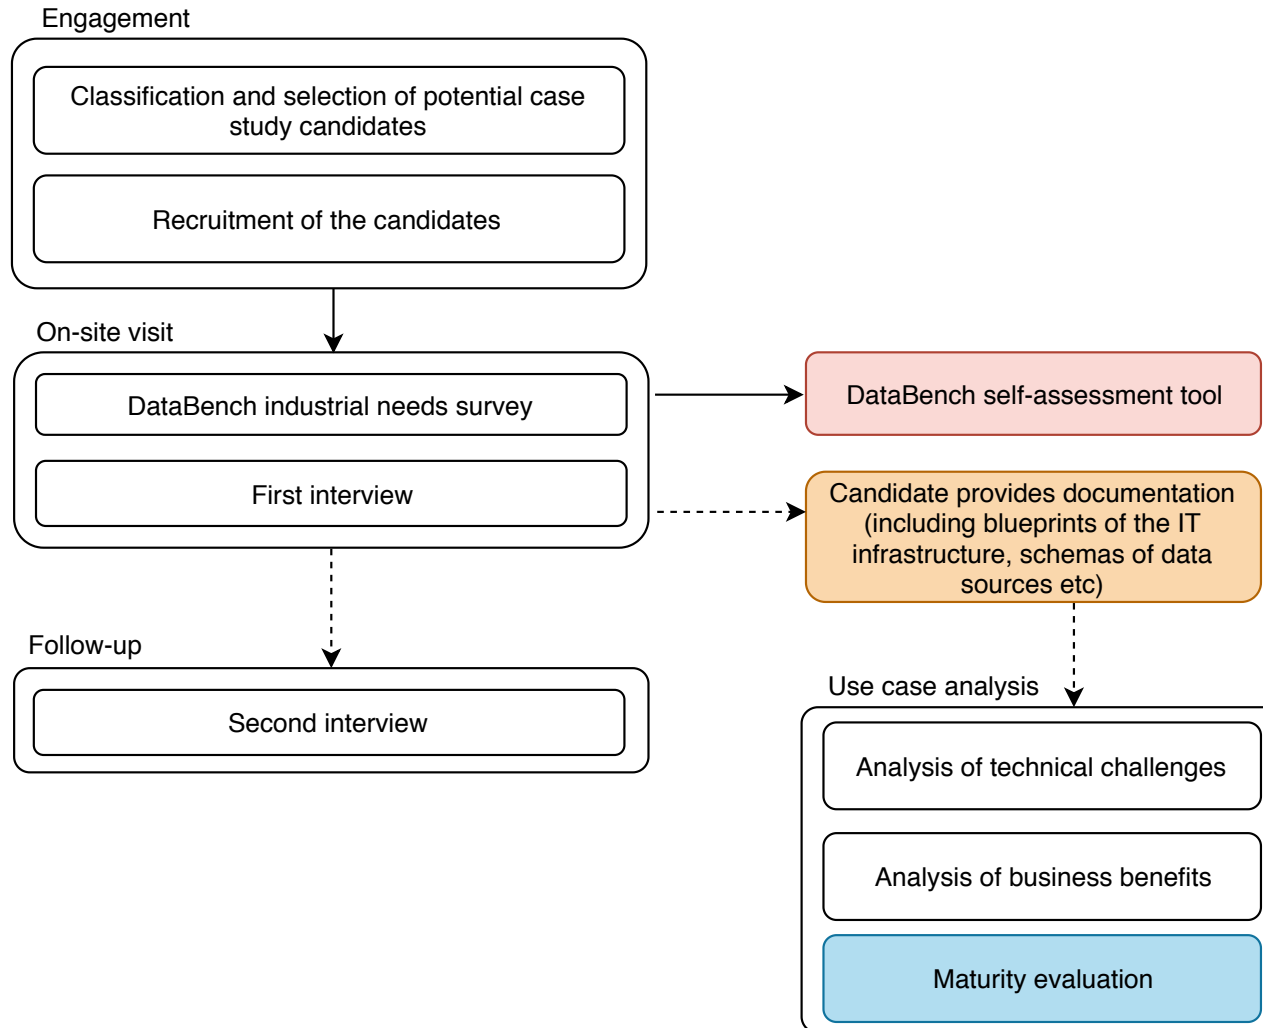 Engagement
Classification and selection of potential case
study candidates
Recruitment of the candidates
On-site visit
DataBench industrial needs survey
First interview
DataBench self-assessment tool
Candidate provides documentation
(including blueprints of the IT
infrastructure, schemas of data
sources etc)
Follow-up
Second interview
Use case analysis
Analysis of technical challenges
Analysis of business benefits
Maturity evaluation